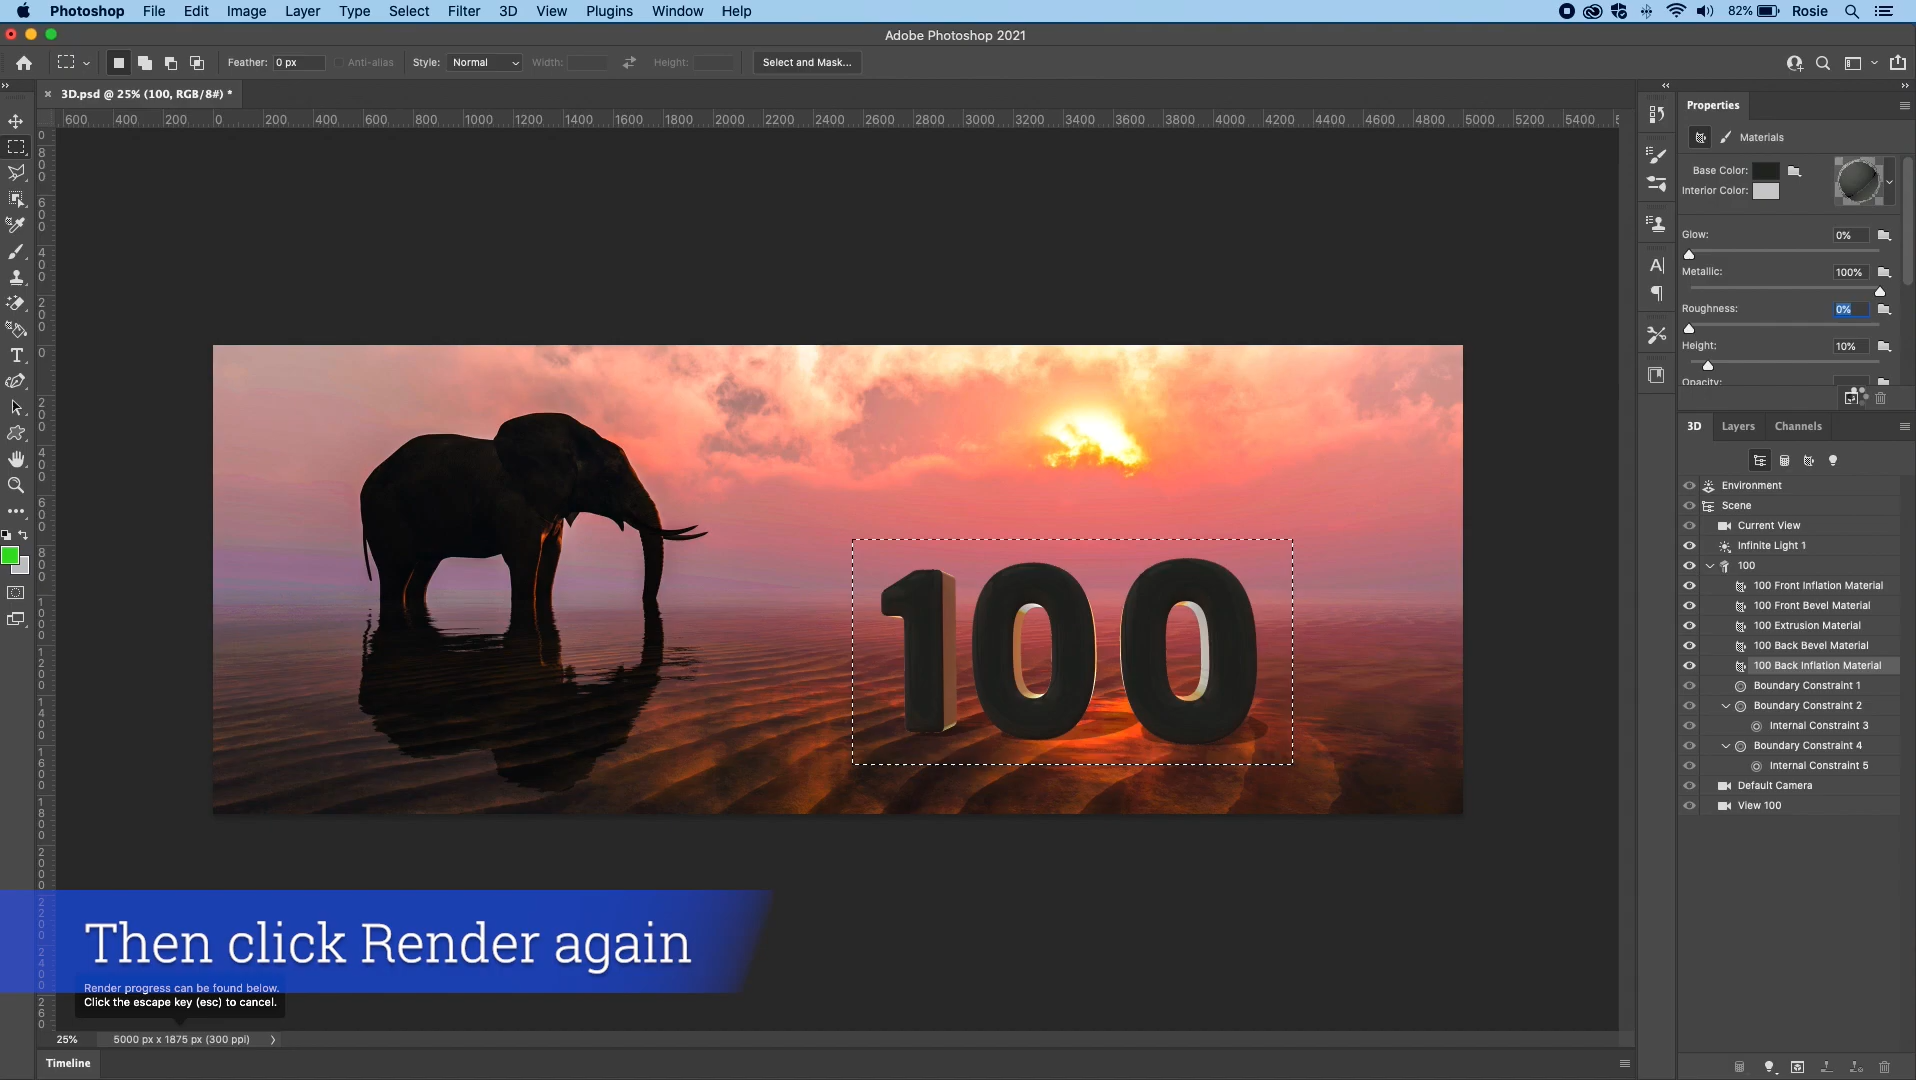 Photoshop File Edit Image Layer Type Select Filter 3D View Plugins Window Help 82% Rosie
Adobe Photoshop 2021
Feather: 0 px Anti-alias Style: Normal Width: Height: Select and Mask...
3D.psd @ 25% (100, RGB/8#) *
600 400 200 0 200 400 600 800 1000 1200 1400 1600 1800 2000 2200 2400 2600 2800 3000 3200 3400 3600 3800 4000 4200 4400 4600 4800 5000 5200 5400
Properties
Materials
Base Color:
Interior Color:
Glow: 0%
Metallic: 100%
Roughness: 0%
Height: 10%
Opacity:
3D Layers Channels
Environment
Scene
Current View
Infinite Light 1
100
100 Front Inflation Material
100 Front Bevel Material
100 Extrusion Material
100 Back Bevel Material
100 Back Inflation Material
Boundary Constraint 1
Boundary Constraint 2
Internal Constraint 3
Boundary Constraint 4
Internal Constraint 5
Default Camera
View 100
100
Then click Render again
Render progress can be found below.
Click the escape key (esc) to cancel.
25% 5000 px x 1875 px (300 ppi)
Timeline